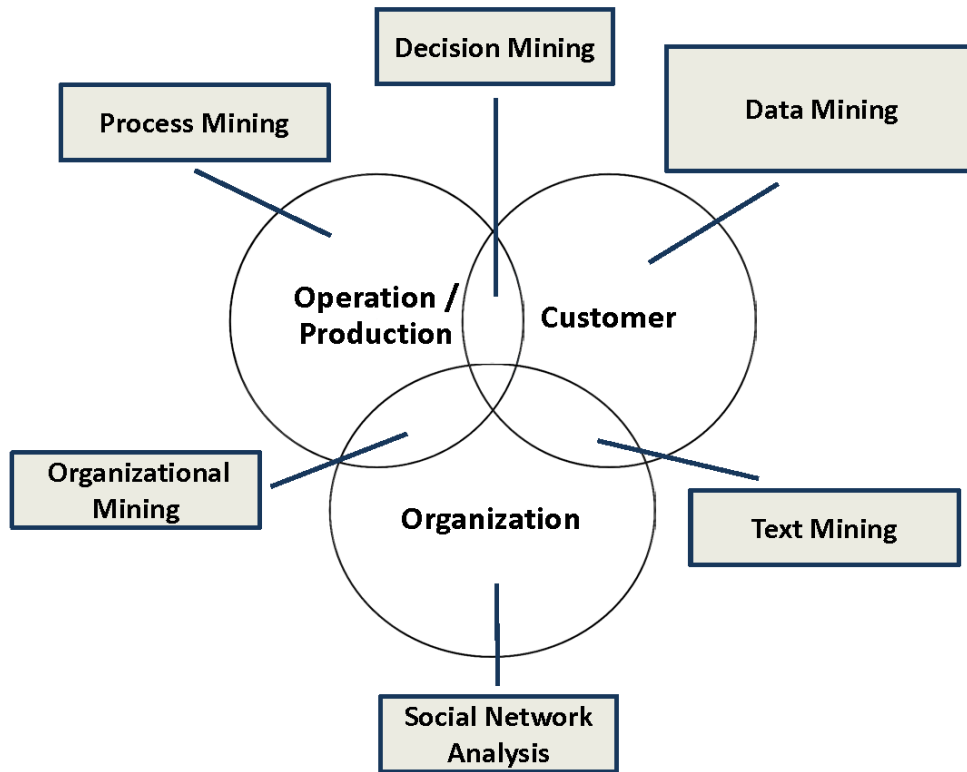 Decision Mining
Process Mining
Data Mining
Operation /
Production
Customer
Organizational
Mining
Organization
Text Mining
Social Network
Analysis